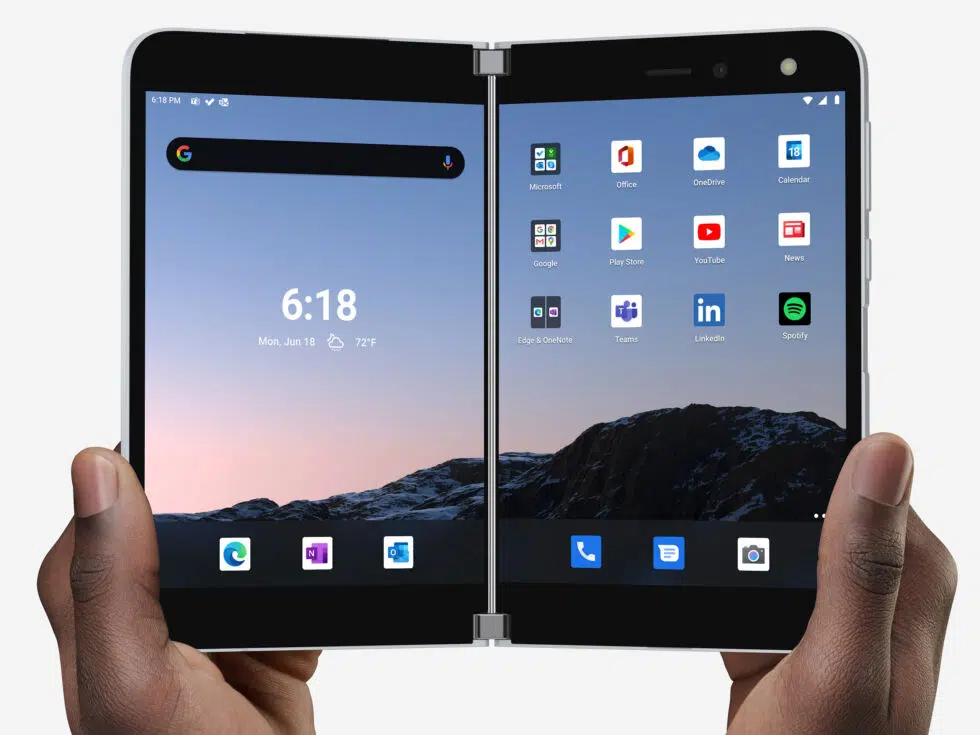 6:18 PM
6:18
Mon, Jun 18 72°F
Microsoft
Office
OneDrive
18
Calendar
Google
Play Store
YouTube
News
Edge & OneNote
Teams
in
LinkedIn
Spotify
N
O